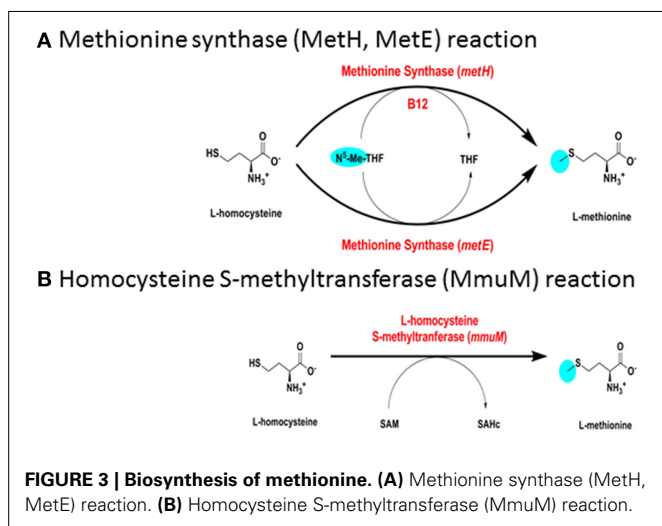 A Methionine synthase (MetH, MetE) reaction
Methionine Synthase (metH)
B12
HS
O
O-
NH3+
L-homocysteine
N5-Me-THF
THF
S
O
O-
NH3+
L-methionine
Methionine Synthase (metE)
B Homocysteine S-methyltransferase (MmuM) reaction
L-homocysteine
S-methyltranferase (mmuM)
HS
O
O-
NH3+
L-homocysteine
SAM
SAHc
S
O
O-
NH3+
L-methionine
FIGURE 3 | Biosynthesis of methionine. (A) Methionine synthase (MetH,
MetE) reaction. (B) Homocysteine S-methyltransferase (MmuM) reaction.